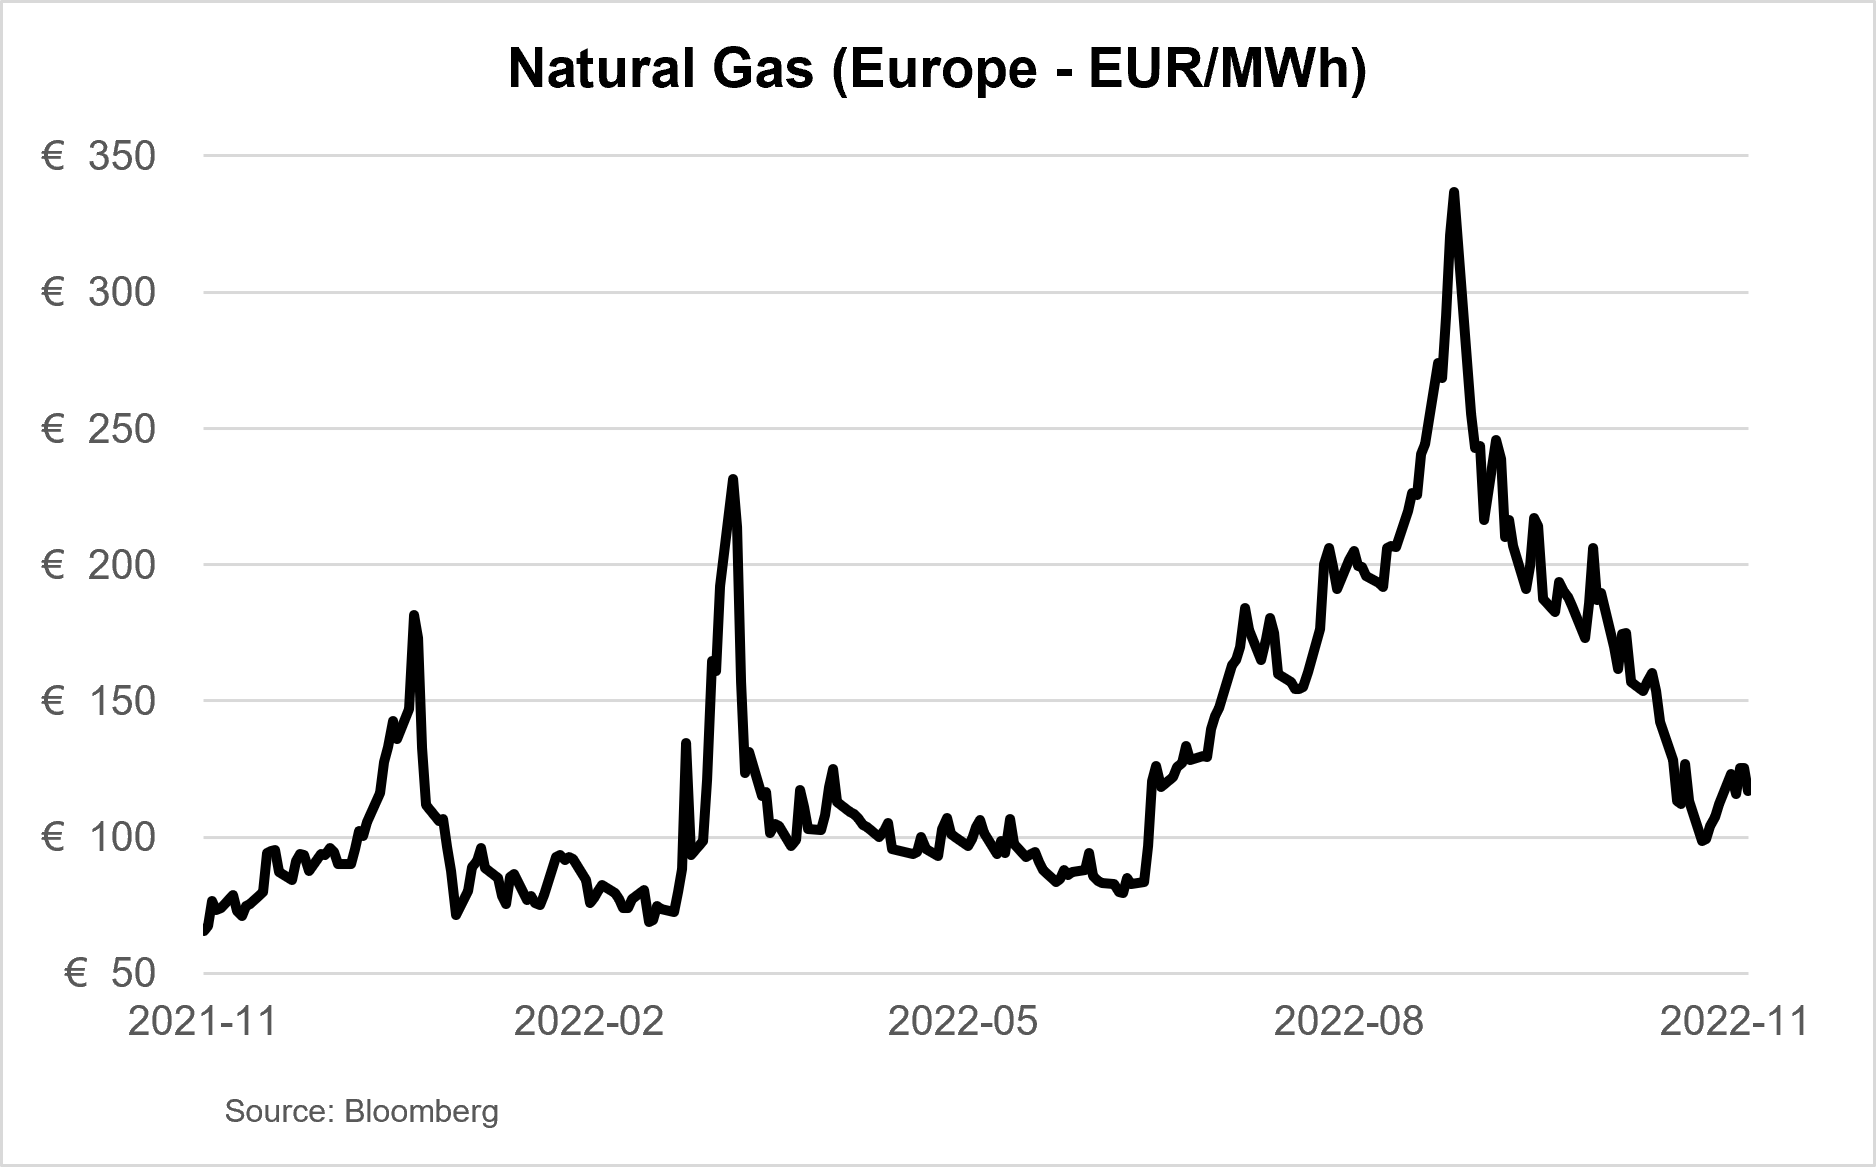 Natural Gas (Europe - EUR/MWh)
€ 350
€ 300
€ 250
€ 200
€ 150
€ 100
€ 50
2021-11 2022-02 2022-05 2022-08 2022-11
Source: Bloomberg